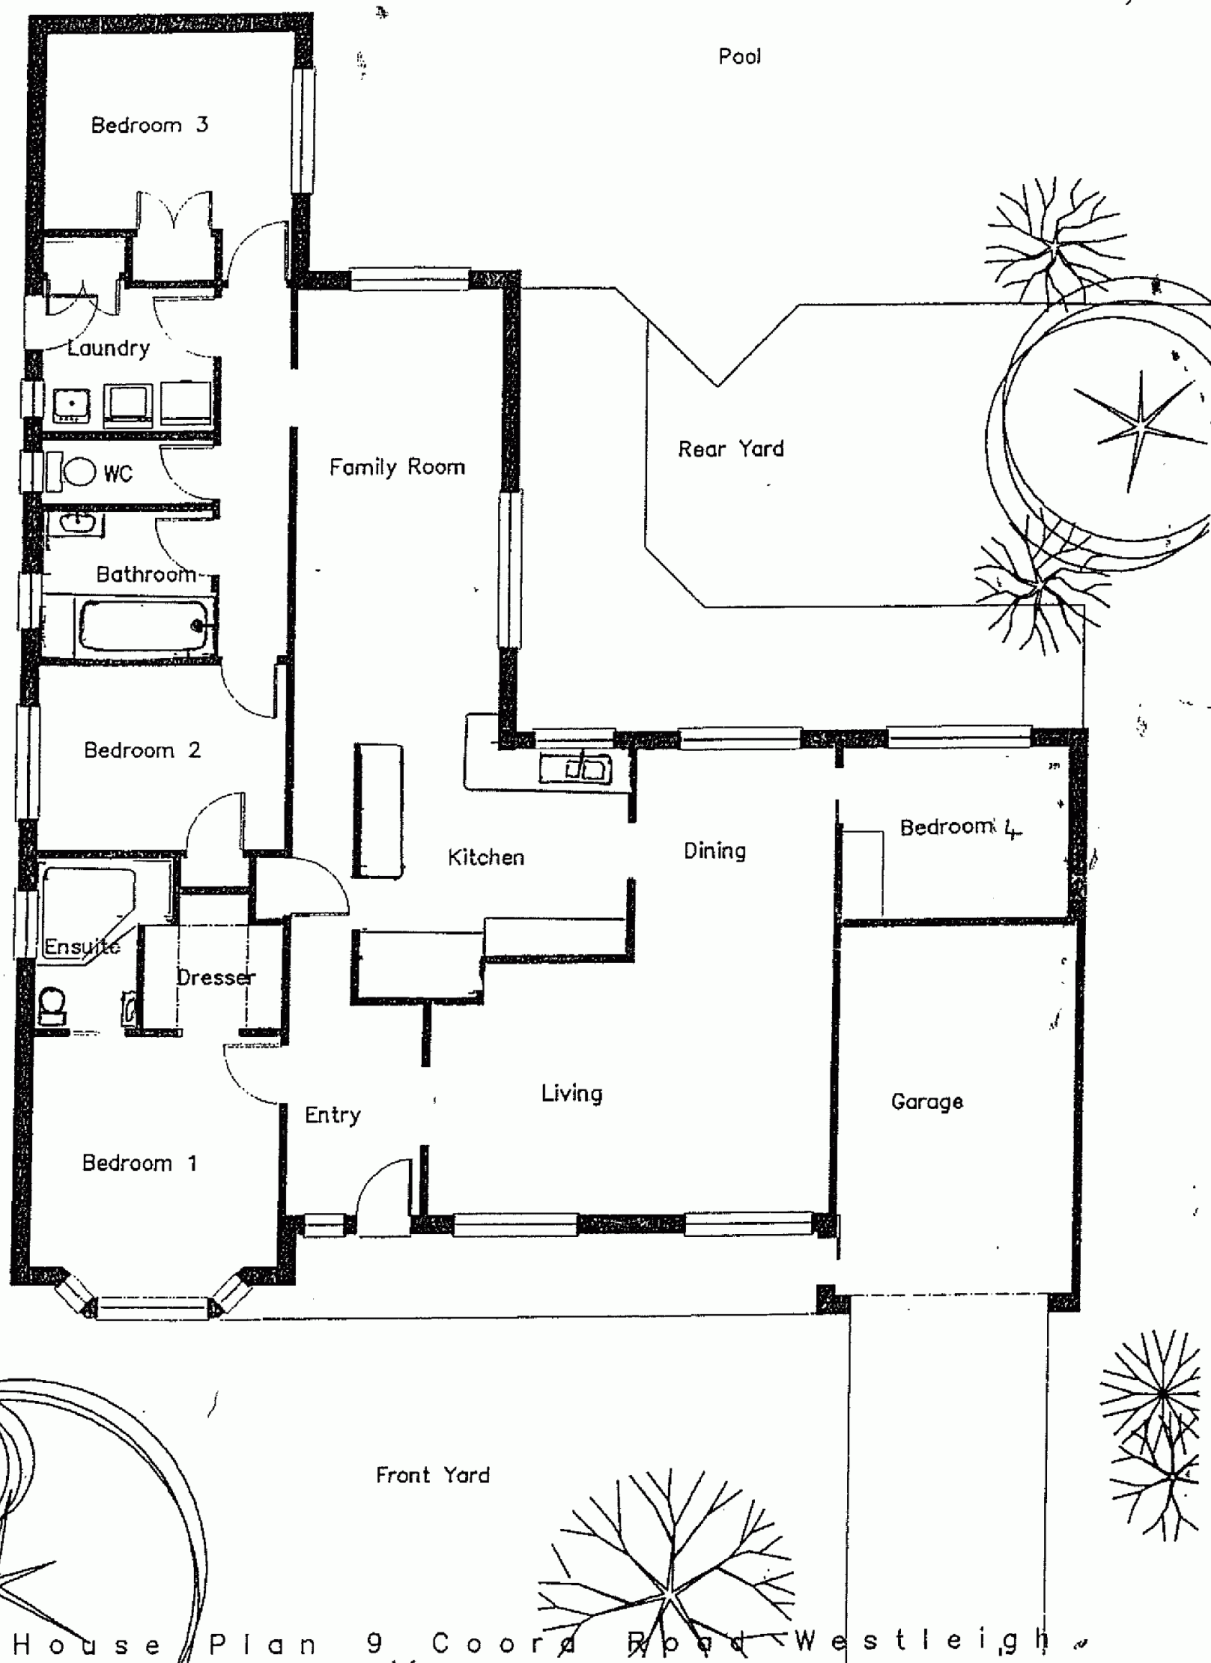 Pool
Bedroom 3
Laundry
Family Room
Rear Yard
WC
Bathroom
Bedroom 2
Kitchen
Dining
Bedroom 4
Ensuite
Dresser
Living
Garage
Entry
Bedroom 1
Front Yard
House Plan 9 Coord Road Westleigh